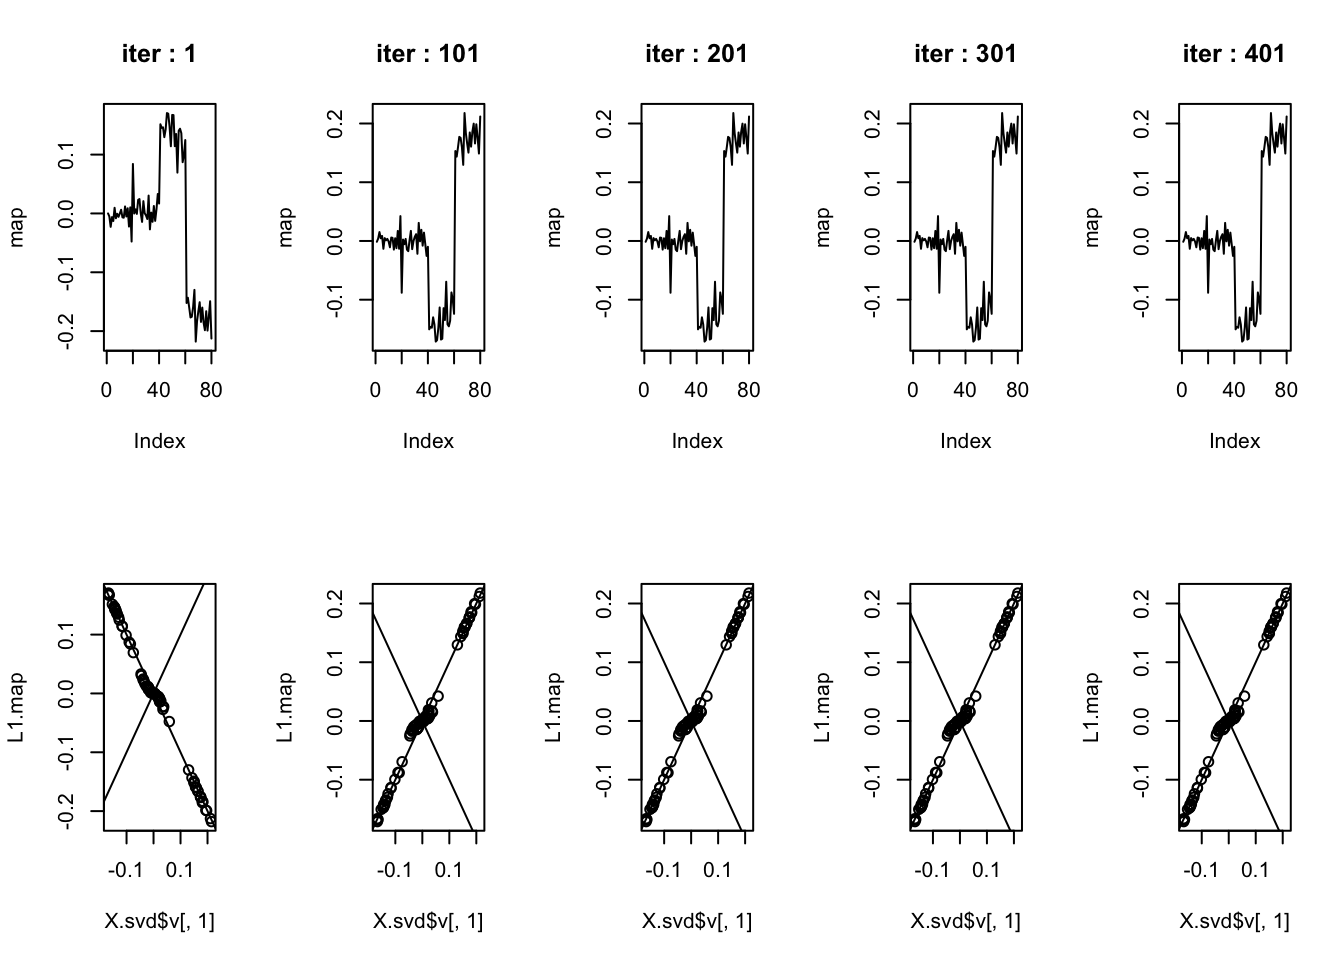 iter : 1
iter : 101
iter : 201
iter : 301
iter : 401
map
0.1
0.0
-0.1
-0.2
0 40 80
Index
map
0.2
0.1
0.0
-0.1
0 40 80
Index
map
0.2
0.1
0.0
-0.1
0 40 80
Index
map
0.2
0.1
0.0
-0.1
0 40 80
Index
map
0.2
0.1
0.0
-0.1
0 40 80
Index
L1.map
0.1
0.0
-0.1
-0.2
-0.1 0.1
X.svd$v[, 1]
L1.map
0.2
0.1
0.0
-0.1
-0.1 0.1
X.svd$v[, 1]
L1.map
0.2
0.1
0.0
-0.1
-0.1 0.1
X.svd$v[, 1]
L1.map
0.2
0.1
0.0
-0.1
-0.1 0.1
X.svd$v[, 1]
L1.map
0.2
0.1
0.0
-0.1
-0.1 0.1
X.svd$v[, 1]